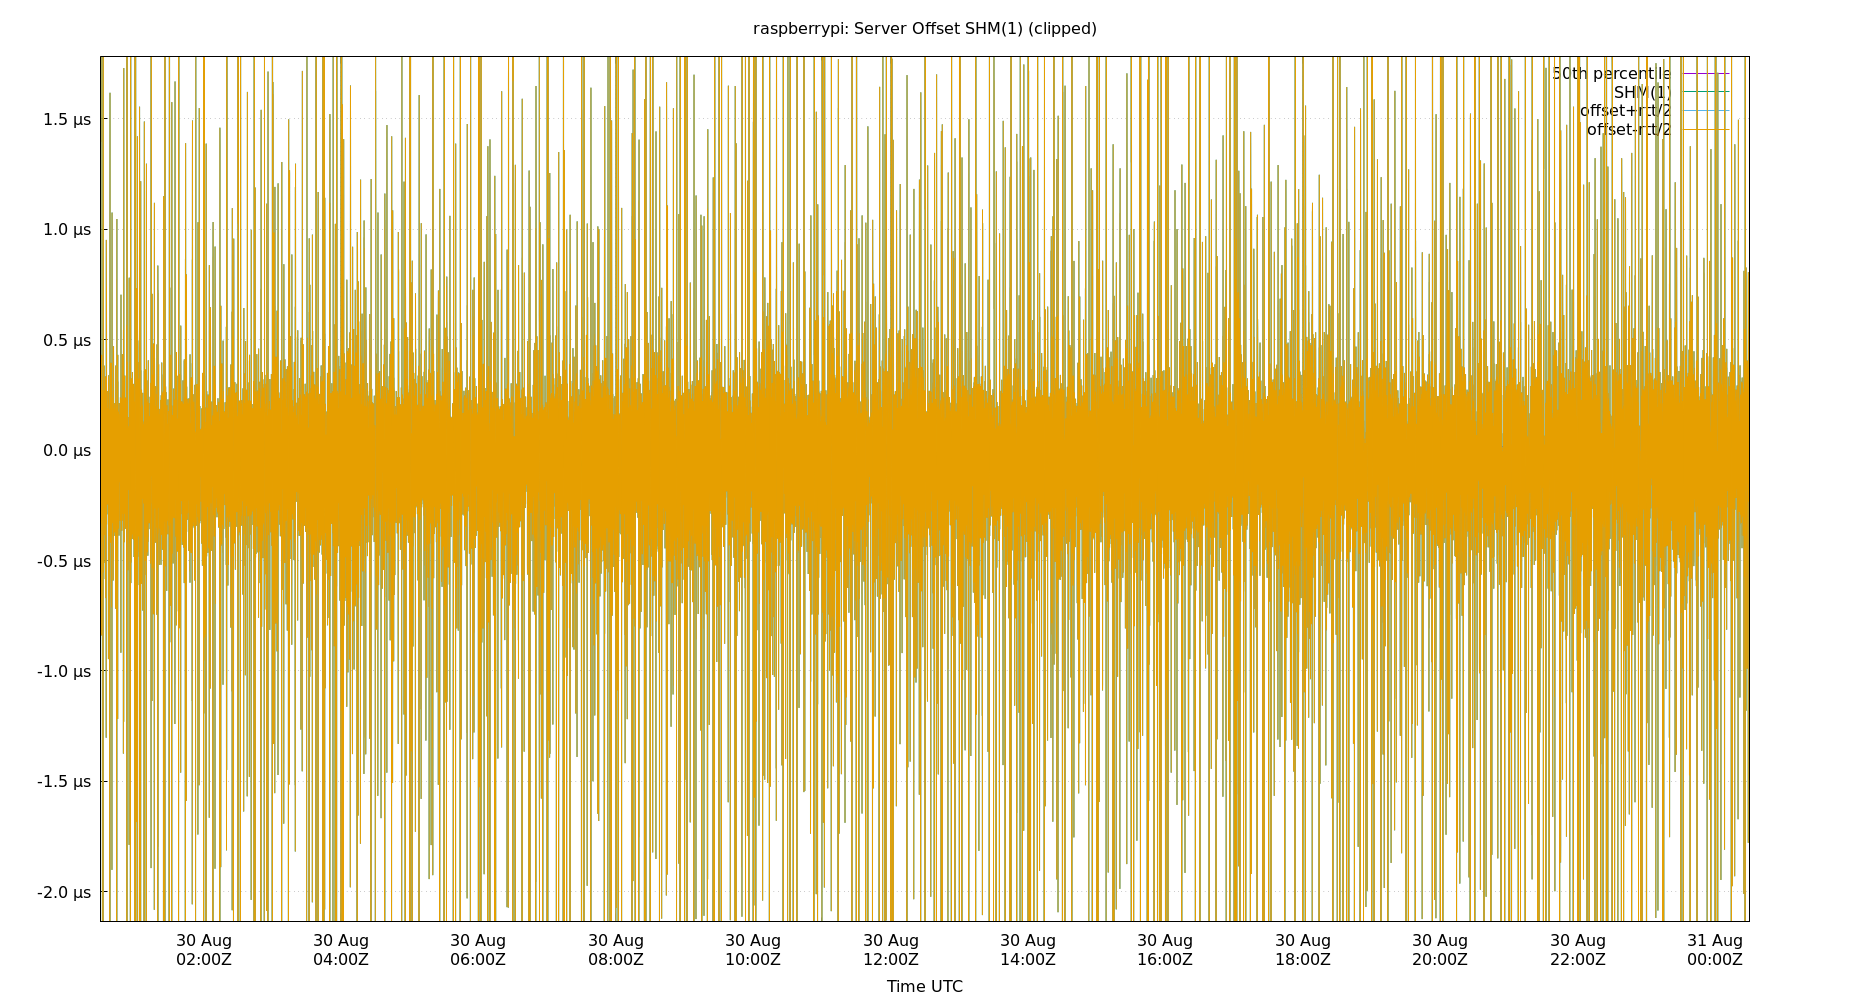 raspberrypi: Server Offset SHM(1) (clipped)
50th percentile
SHM(1)
offset+rtt/2
offset-rtt/2
1.5 µs
1.0 µs
0.5 µs
0.0 µs
-0.5 µs
-1.0 µs
-1.5 µs
-2.0 µs
30 Aug 30 Aug 30 Aug 30 Aug 30 Aug 30 Aug 30 Aug 30 Aug 30 Aug 30 Aug 30 Aug 31 Aug
02:00Z 04:00Z 06:00Z 08:00Z 10:00Z 12:00Z 14:00Z 16:00Z 18:00Z 20:00Z 22:00Z 00:00Z
Time UTC